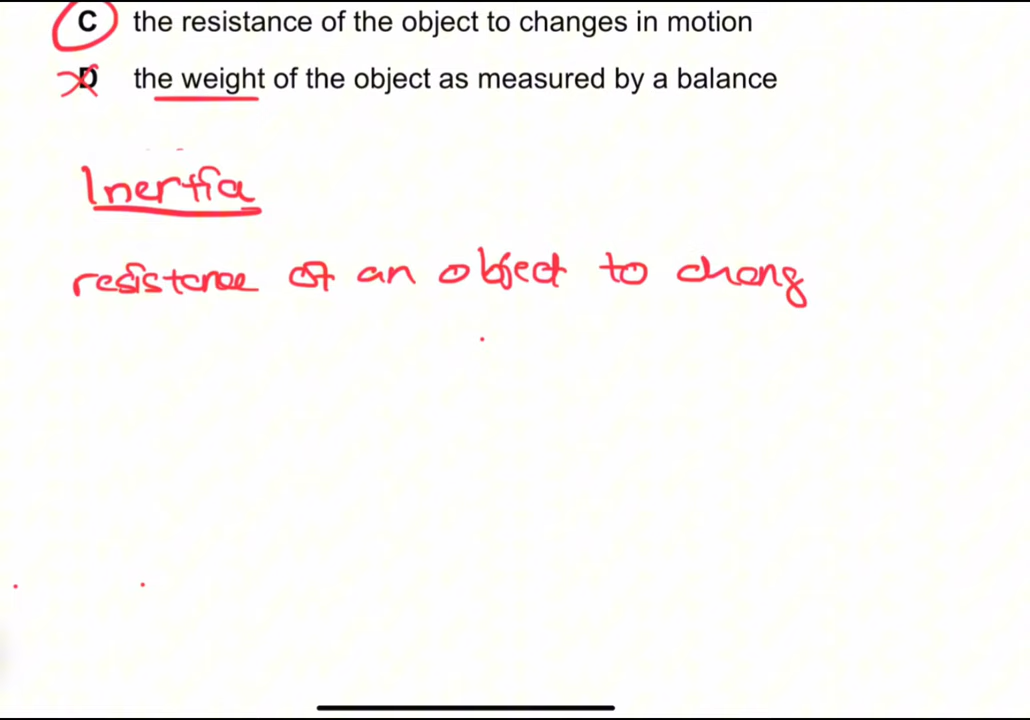 C the resistance of the object to changes in motion
D the weight of the object as measured by a balance
Inertia
resistance of an object to chang